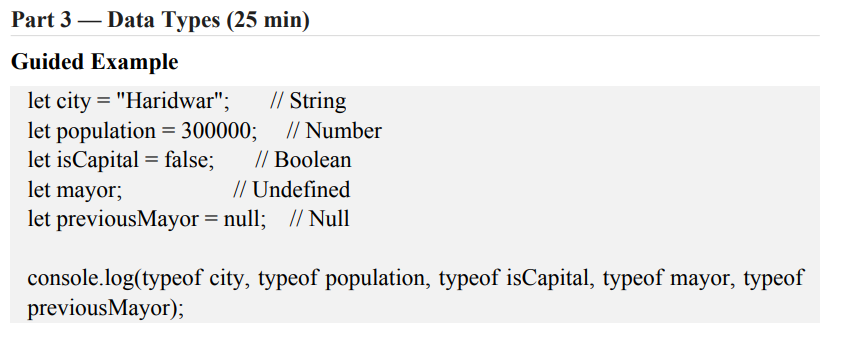 Part 3 — Data Types (25 min)
Guided Example
let city = "Haridwar"; // String
let population = 300000; // Number
let isCapital = false; // Boolean
let mayor; // Undefined
let previousMayor = null; // Null
console.log(typeof city, typeof population, typeof isCapital, typeof mayor, typeof
previousMayor);